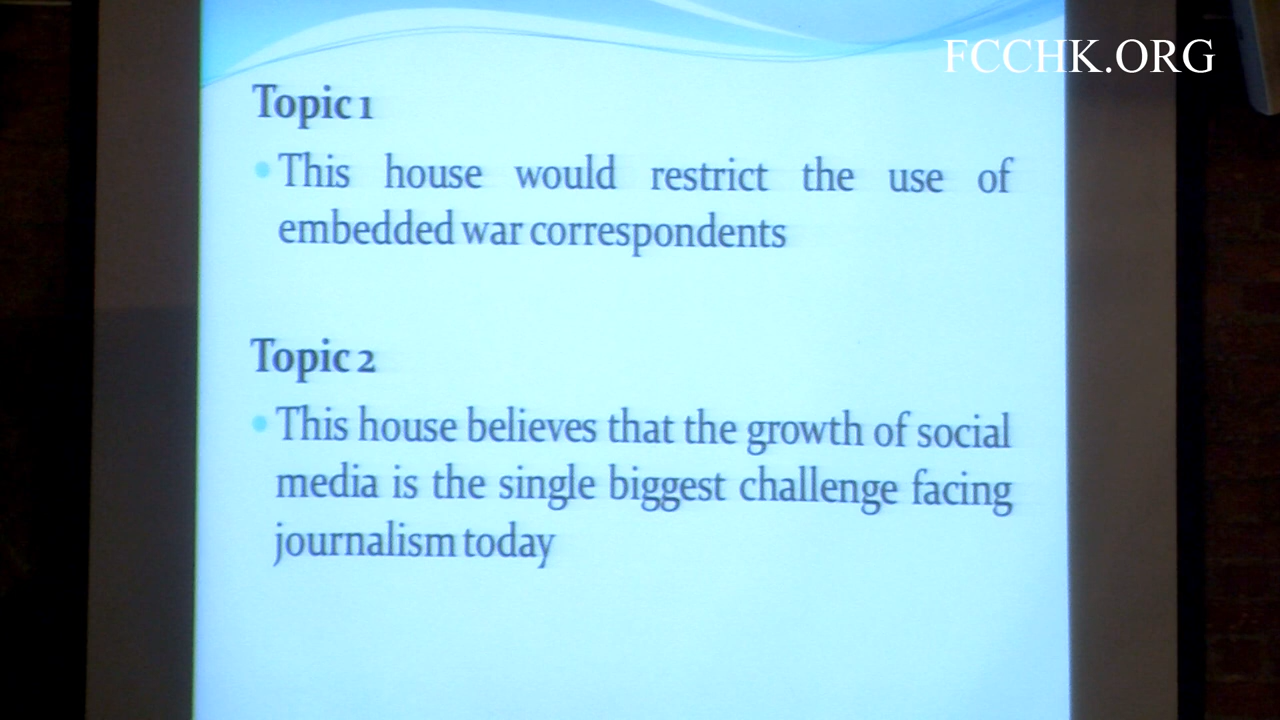 FCCHK.ORG
Topic 1
This house would restrict the use of
embedded war correspondents
Topic 2
This house believes that the growth of social
media is the single biggest challenge facing
journalism today